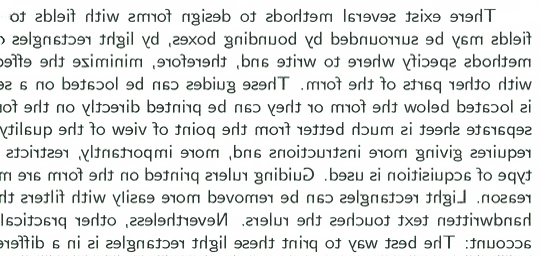 There exist several methods to design forms with fields to
fields may be surrounded by bounding boxes, by light rectangles
methods specify where to write and, therefore, minimize the effe
with other parts of the form. These guides can be located on a se
is located below the form or they can be printed directly on the fo
separate sheet is much better from the point of view of the quality
requires giving more instructions and, more importantly, restricts
type of acquisition is used. Guiding rulers printed on the form are m
reason. Light rectangles can be removed more easily with filters th
handwritten text touches the rulers. Nevertheless, other practical
account: The best way to print these light rectangles is in a differe